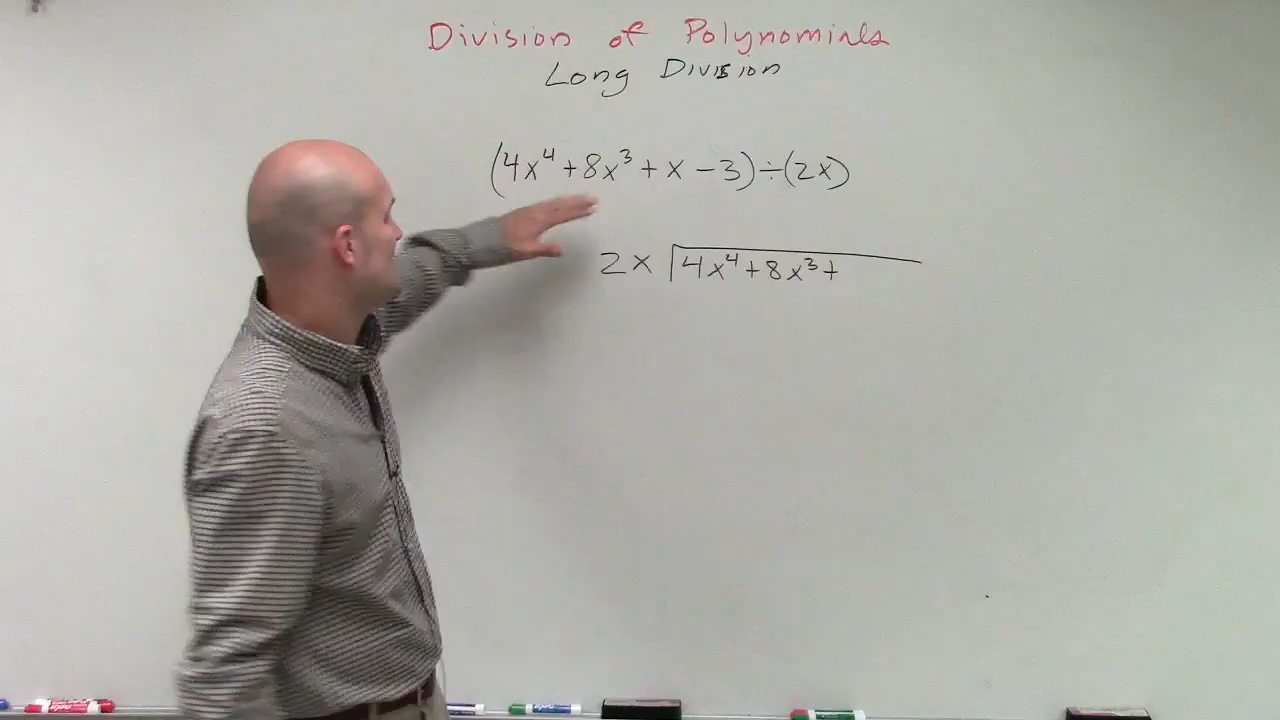 Division of Polynomials
Long Division
(4x⁴+8x³+x-3)÷(2x)
2x⟌4x⁴+8x³+